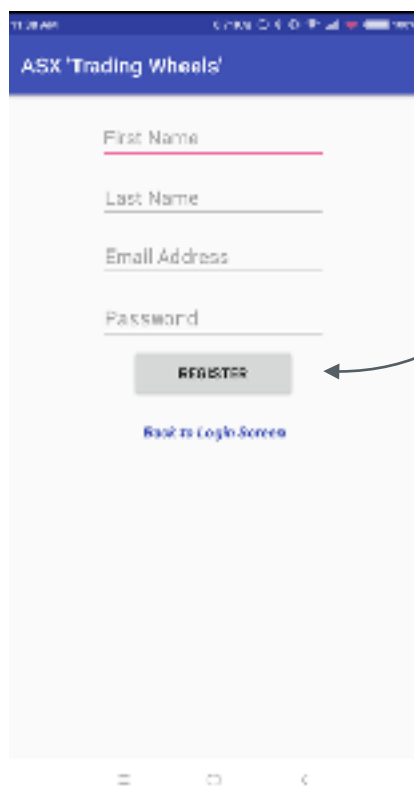 ASX 'Trading Wheels'
First Name
Last Name
Email Address
Password
REGISTER
Back to Login Screen